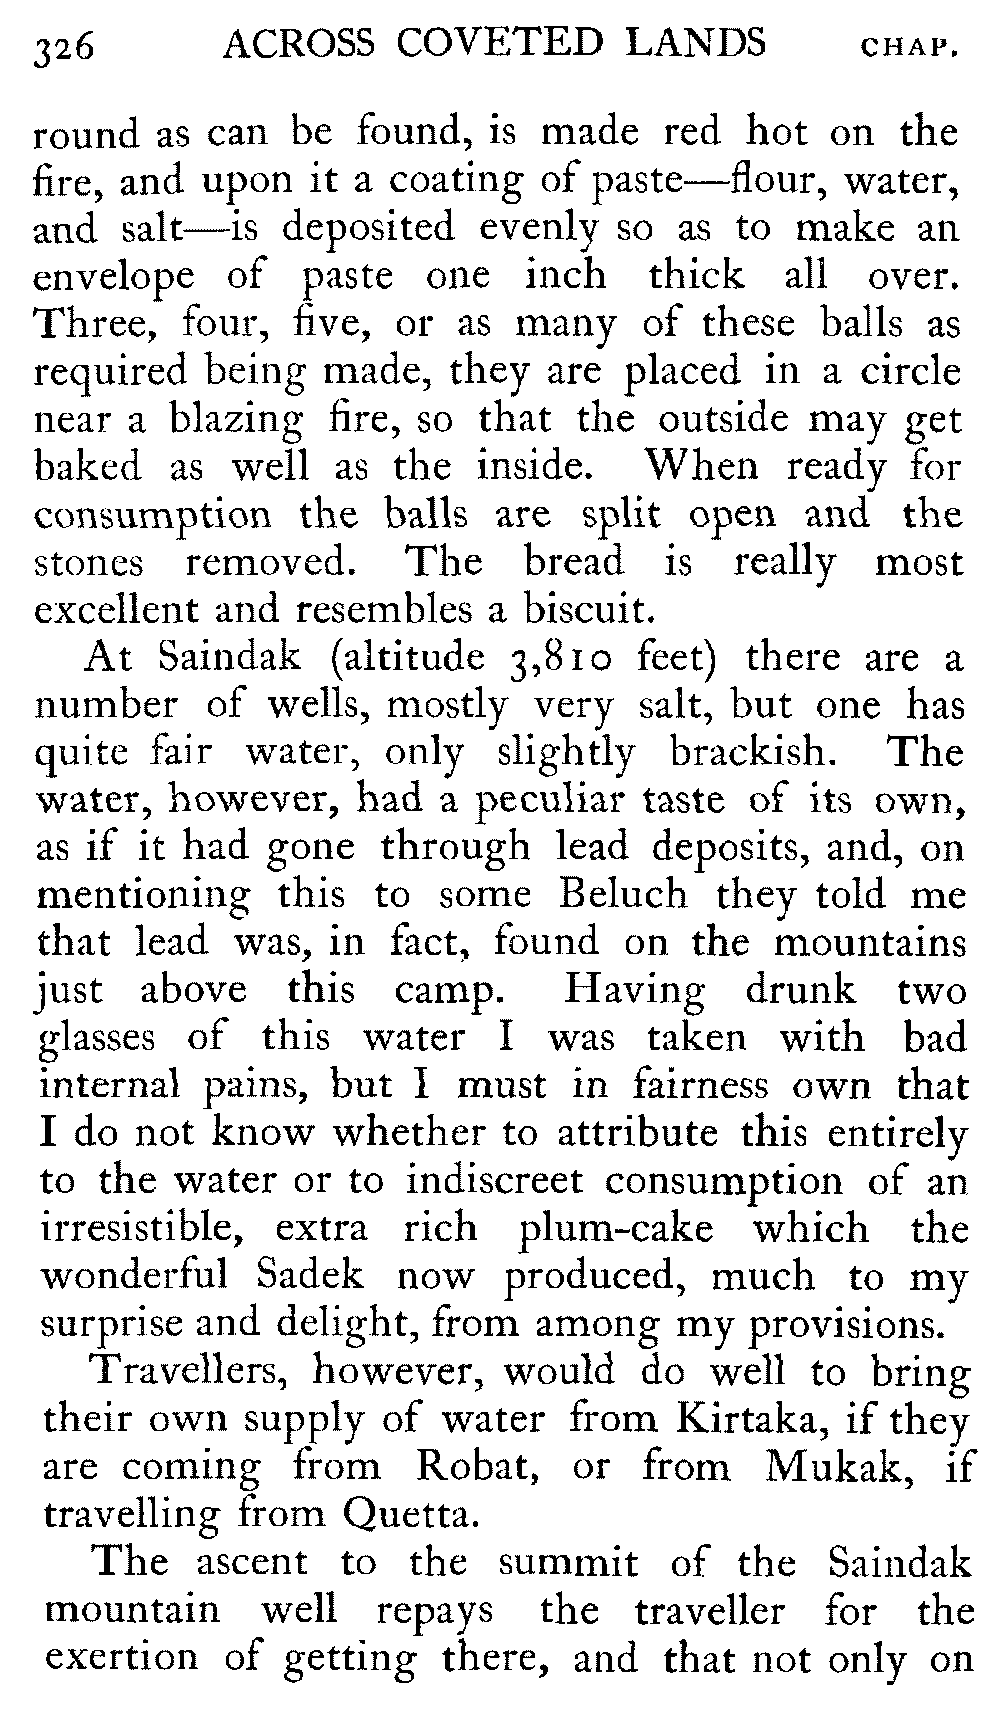 326 ACROSS COVETED LANDS CHAP.
round as can be found, is made red hot on the
fire, and upon it a coating of paste—flour, water,
and salt—is deposited evenly so as to make an
envelope of paste one inch thick all over.
Three, four, five, or as many of these balls as
required being made, they are placed in a circle
near a blazing fire, so that the outside may get
baked as well as the inside. When ready for
consumption the balls are split open and the
stones removed. The bread is really most
excellent and resembles a biscuit.
At Saindak (altitude 3,810 feet) there are a
number of wells, mostly very salt, but one has
quite fair water, only slightly brackish. The
water, however, had a peculiar taste of its own,
as if it had gone through lead deposits, and, on
mentioning this to some Beluch they told me
that lead was, in fact, found on the mountains
just above this camp. Having drunk two
glasses of this water I was taken with bad
internal pains, but I must in fairness own that
I do not know whether to attribute this entirely
to the water or to indiscreet consumption of an
irresistible, extra rich plum-cake which the
wonderful Sadek now produced, much to my
surprise and delight, from among my provisions.
Travellers, however, would do well to bring
their own supply of water from Kirtaka, if they
are coming from Robat, or from Mukak, if
travelling from Quetta.
The ascent to the summit of the Saindak
mountain well repays the traveller for the
exertion of getting there, and that not only on